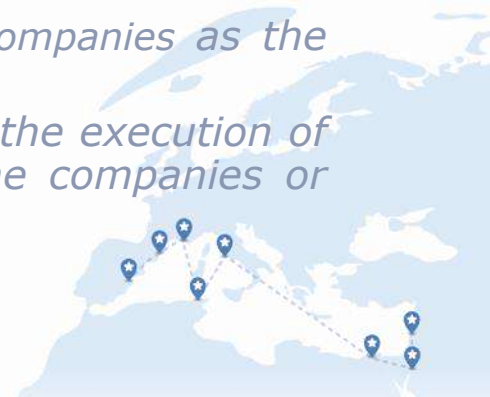 ompanies as the
the execution of
e companies or